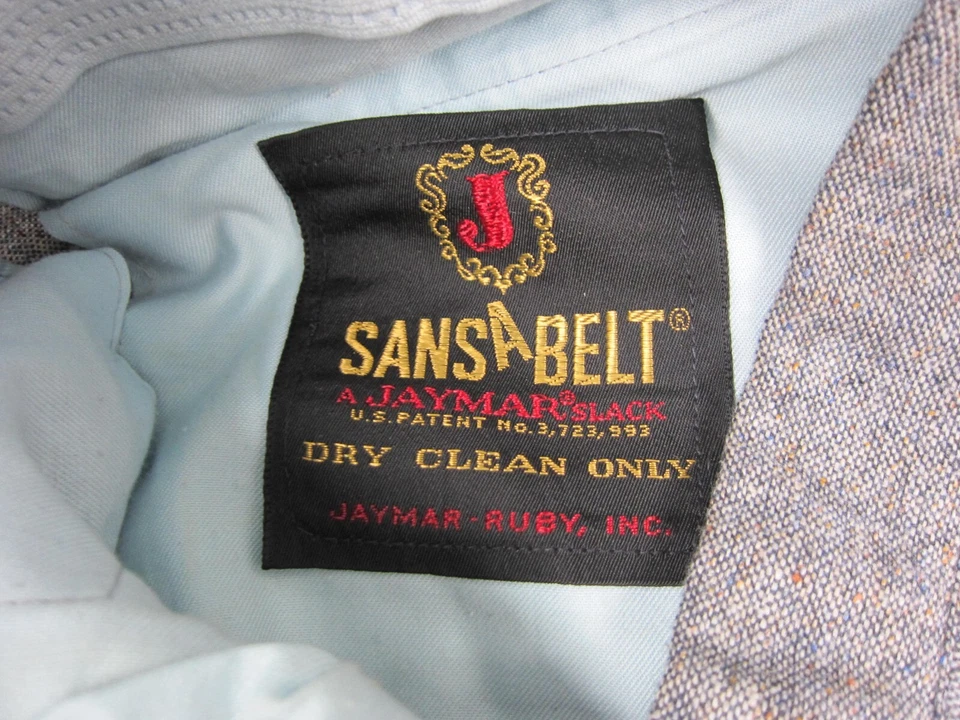 J
SANSABELT®
A JAYMAR® SLACK
U.S. PATENT No. 3,723,993
DRY CLEAN ONLY
JAYMAR-RUBY, INC.